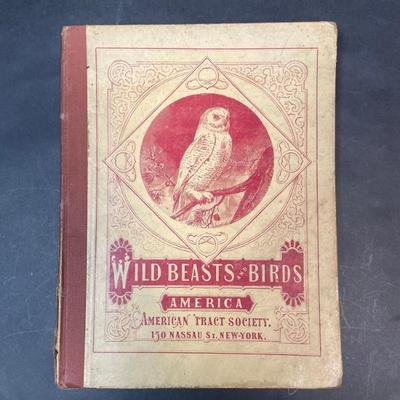 WILD BEASTS AND BIRDS
AMERICA
AMERICAN TRACT SOCIETY.
150 NASSAU ST. NEW-YORK.